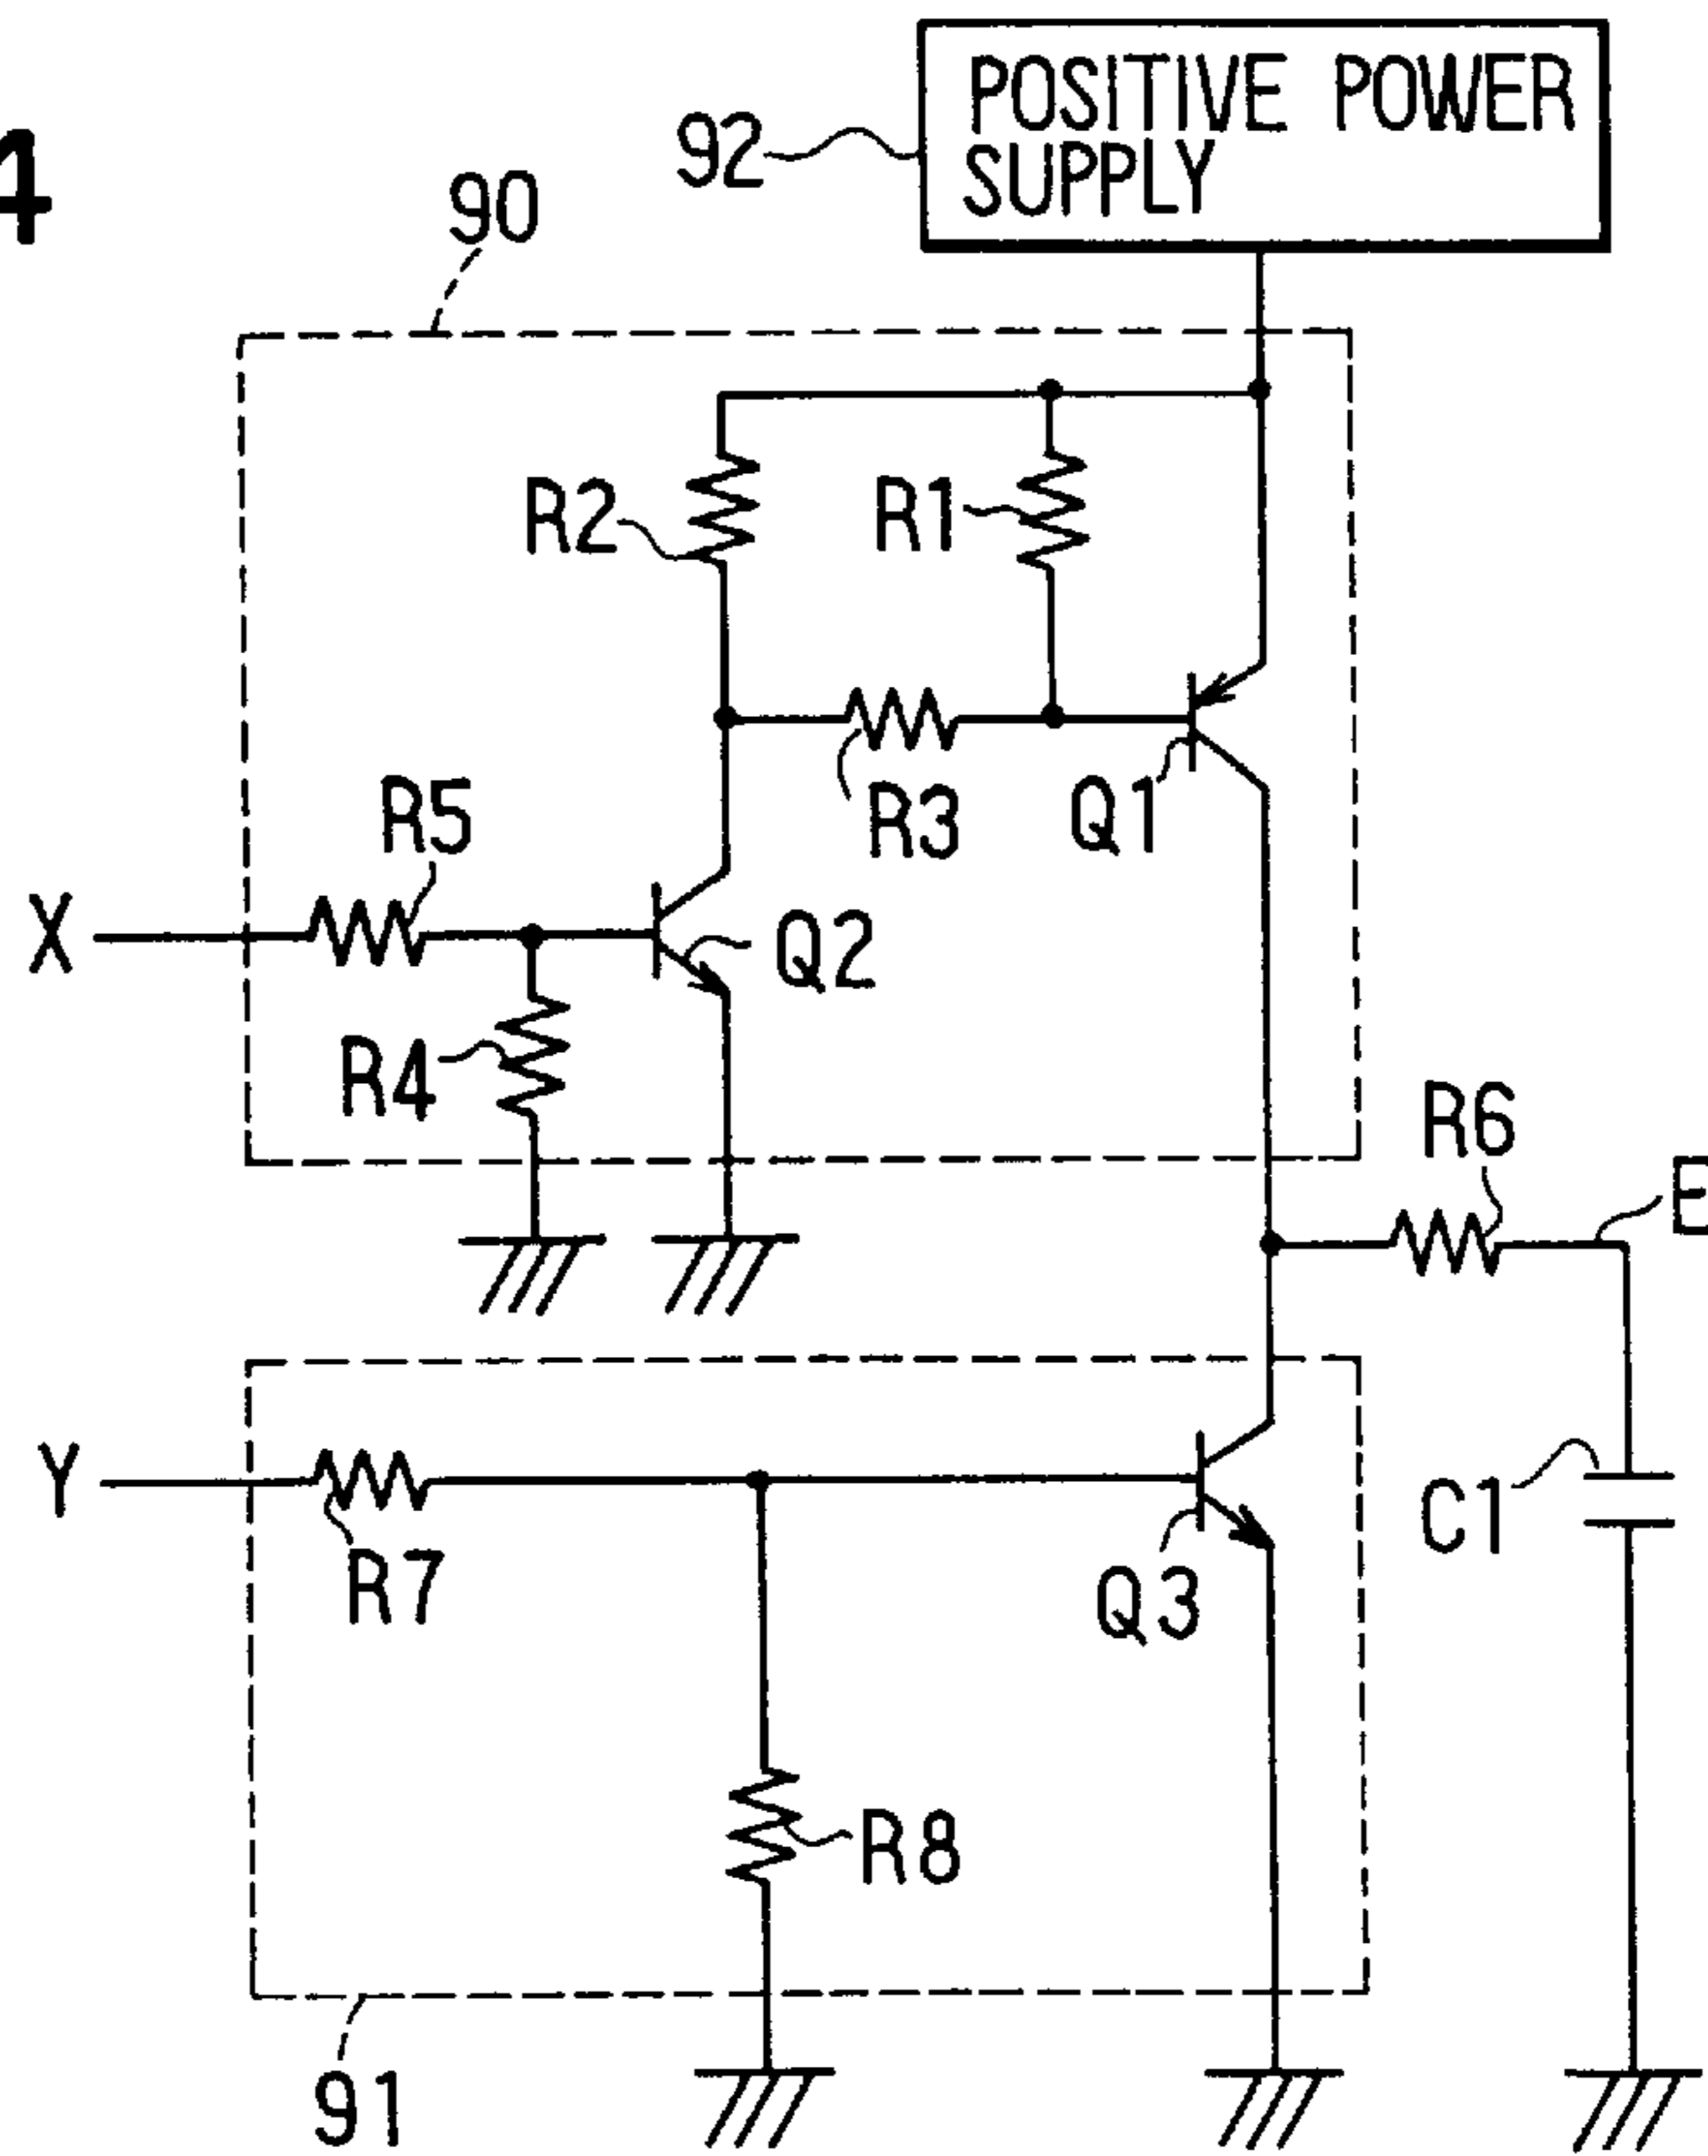 4
POSITIVE POWER
SUPPLY
92
90
R2
R1
R5
R3
Q1
X
Q2
R4
R6
E
Y
R7
C1
Q3
R8
91